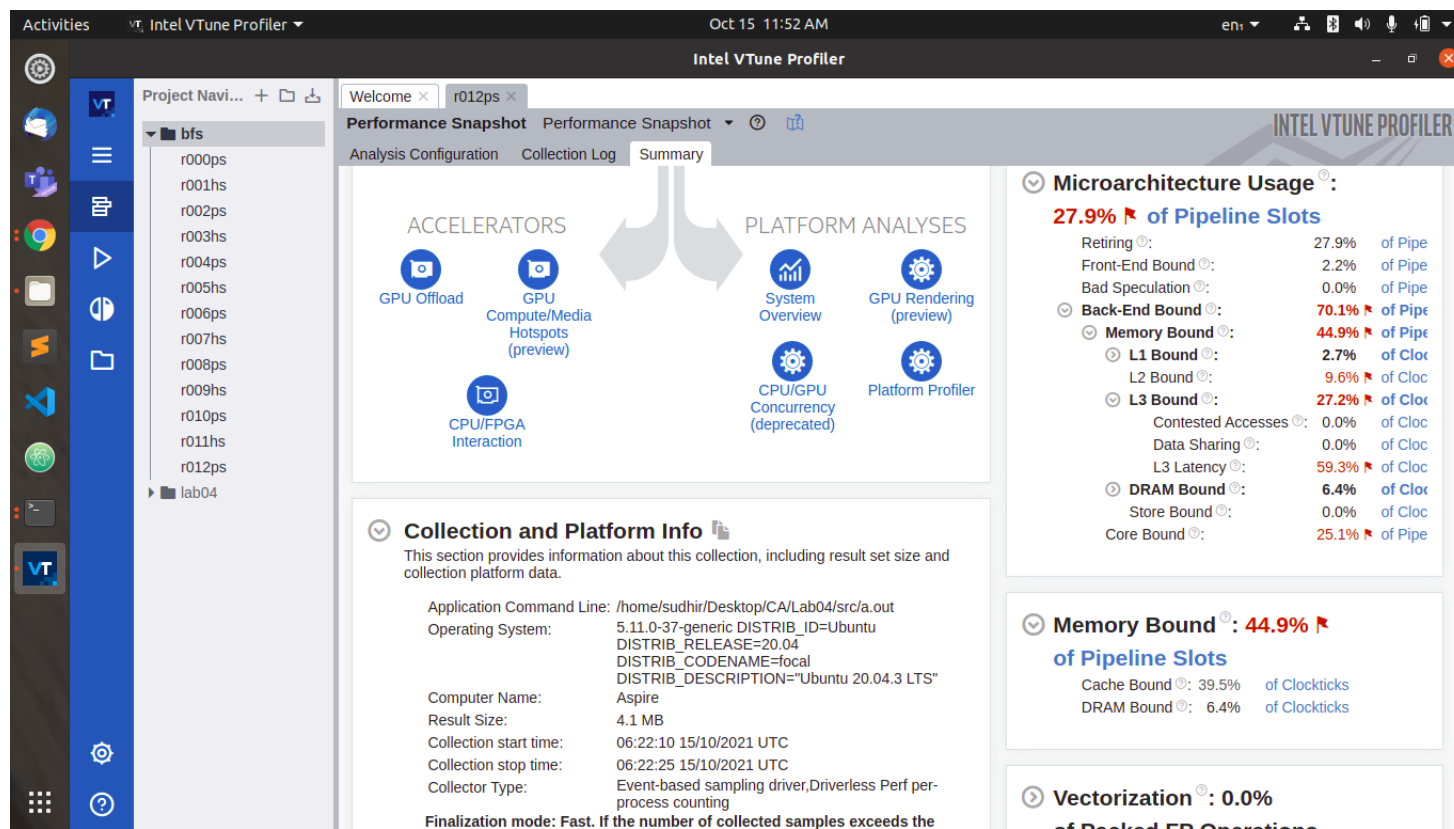 Activities
Intel VTune Profiler
Oct 15 11:52 AM
en₁
Intel VTune Profiler
VT
Project Navi...
bfs
r000ps
r001hs
r002ps
r003hs
r004ps
r005hs
r006ps
r007hs
r008ps
r009hs
r010ps
r011hs
r012ps
lab04
Welcome
r012ps
Performance Snapshot Performance Snapshot
INTEL VTUNE PROFILER
Analysis Configuration Collection Log Summary
ACCELERATORS
GPU Offload
GPU
Compute/Media
Hotspots
(preview)
CPU/FPGA
Interaction
PLATFORM ANALYSES
System
Overview
GPU Rendering
(preview)
CPU/GPU
Concurrency
(deprecated)
Platform Profiler
Collection and Platform Info
This section provides information about this collection, including result set size and
collection platform data.
Application Command Line: /home/sudhir/Desktop/CA/Lab04/src/a.out
Operating System: 5.11.0-37-generic DISTRIB_ID=Ubuntu
DISTRIB_RELEASE=20.04
DISTRIB_CODENAME=focal
DISTRIB_DESCRIPTION="Ubuntu 20.04.3 LTS"
Computer Name: Aspire
Result Size: 4.1 MB
Collection start time: 06:22:10 15/10/2021 UTC
Collection stop time: 06:22:25 15/10/2021 UTC
Collector Type: Event-based sampling driver,Driverless Perf per-
process counting
Finalization mode: Fast. If the number of collected samples exceeds the
Microarchitecture Usage:
27.9% of Pipeline Slots
Retiring: 27.9% of Pipe
Front-End Bound: 2.2% of Pipe
Bad Speculation: 0.0% of Pipe
Back-End Bound: 70.1% of Pipe
Memory Bound: 44.9% of Pipe
L1 Bound: 2.7% of Cloc
L2 Bound: 9.6% of Cloc
L3 Bound: 27.2% of Cloc
Contested Accesses: 0.0% of Cloc
Data Sharing: 0.0% of Cloc
L3 Latency: 59.3% of Cloc
DRAM Bound: 6.4% of Cloc
Store Bound: 0.0% of Cloc
Core Bound: 25.1% of Pipe
Memory Bound: 44.9%
of Pipeline Slots
Cache Bound: 39.5% of Clockticks
DRAM Bound: 6.4% of Clockticks
Vectorization: 0.0%
of Packed FP Operations